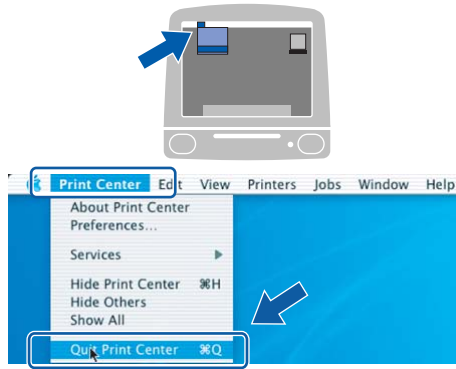 Print Center Edit View Printers Jobs Window Help
About Print Center
Preferences...
Services
Hide Print Center ⌘H
Hide Others
Show All
Quit Print Center ⌘Q